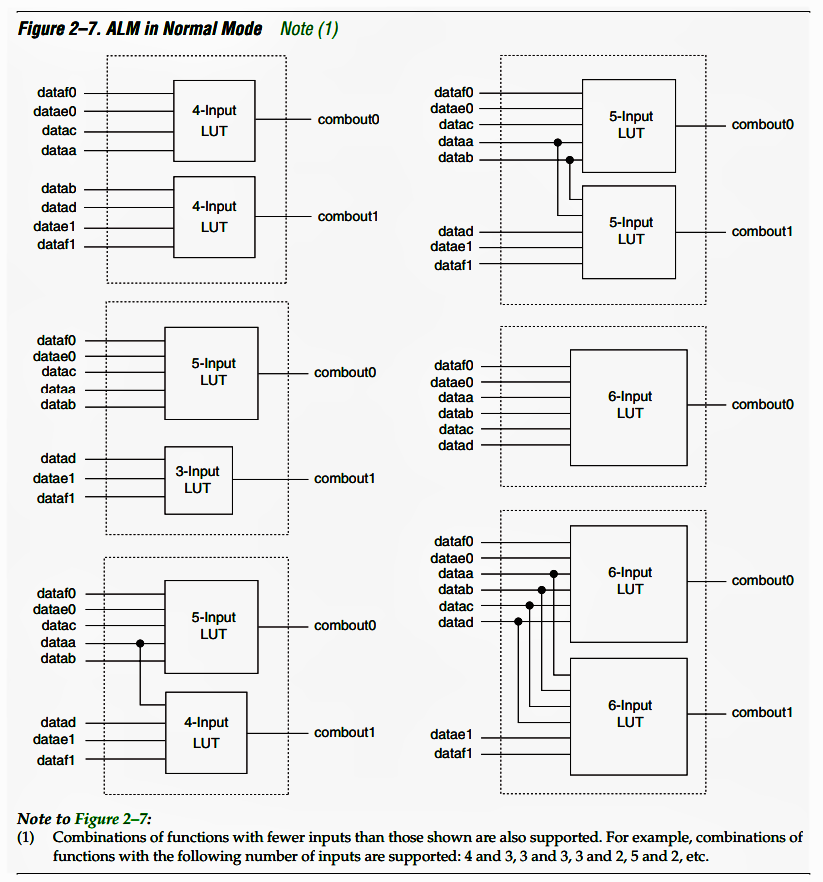 Figure 2–7. ALM in Normal Mode Note (1)
dataf0
datae0
datac
dataa
4-Input
LUT
combout0
datab
datad
datae1
dataf1
4-Input
LUT
combout1
dataf0
datae0
datac
dataa
datab
5-Input
LUT
combout0
datad
datae1
dataf1
3-Input
LUT
combout1
dataf0
datae0
datac
dataa
datab
5-Input
LUT
combout0
datad
datae1
dataf1
4-Input
LUT
combout1
dataf0
datae0
datac
dataa
datab
5-Input
LUT
combout0
datad
datae1
dataf1
5-Input
LUT
combout1
dataf0
datae0
dataa
datab
datac
datad
6-Input
LUT
combout0
dataf0
datae0
dataa
datab
datac
datad
6-Input
LUT
combout0
datae1
dataf1
6-Input
LUT
combout1
Note to Figure 2–7:
(1) Combinations of functions with fewer inputs than those shown are also supported. For example, combinations of
functions with the following number of inputs are supported: 4 and 3, 3 and 3, 3 and 2, 5 and 2, etc.